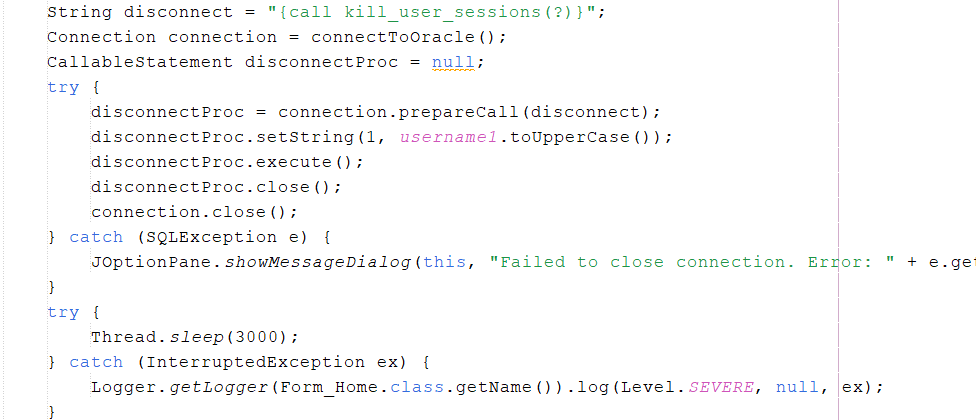 String disconnect = "{call kill_user_sessions(?)}";
Connection connection = connectToOracle();
CallableStatement disconnectProc = null;
try {
    disconnectProc = connection.prepareCall(disconnect);
    disconnectProc.setString(1, username1.toUpperCase());
    disconnectProc.execute();
    disconnectProc.close();
    connection.close();
} catch (SQLException e) {
    JOptionPane.showMessageDialog(this, "Failed to close connection. Error: " + e.get
}
try {
    Thread.sleep(3000);
} catch (InterruptedException ex) {
    Logger.getLogger(Form_Home.class.getName()).log(Level.SEVERE, null, ex);
}